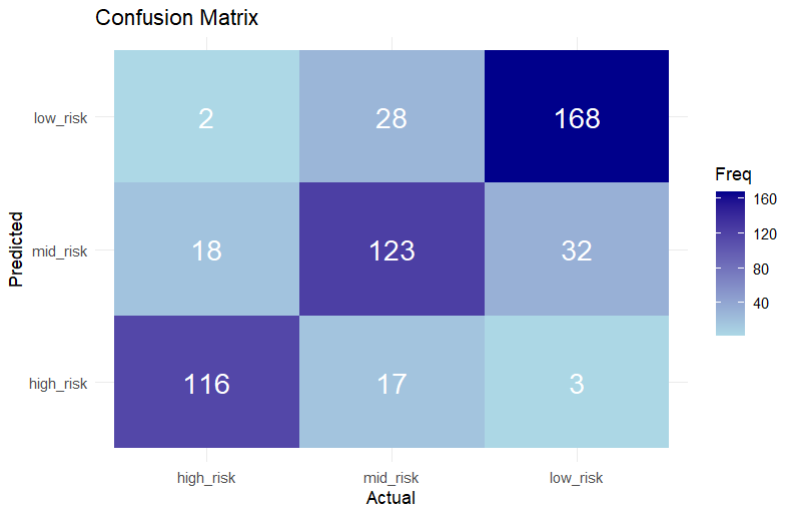 Confusion Matrix
Predicted
low_risk 2 28 168
mid_risk 18 123 32
high_risk 116 17 3
high_risk mid_risk low_risk
Actual
Freq
160
120
80
40